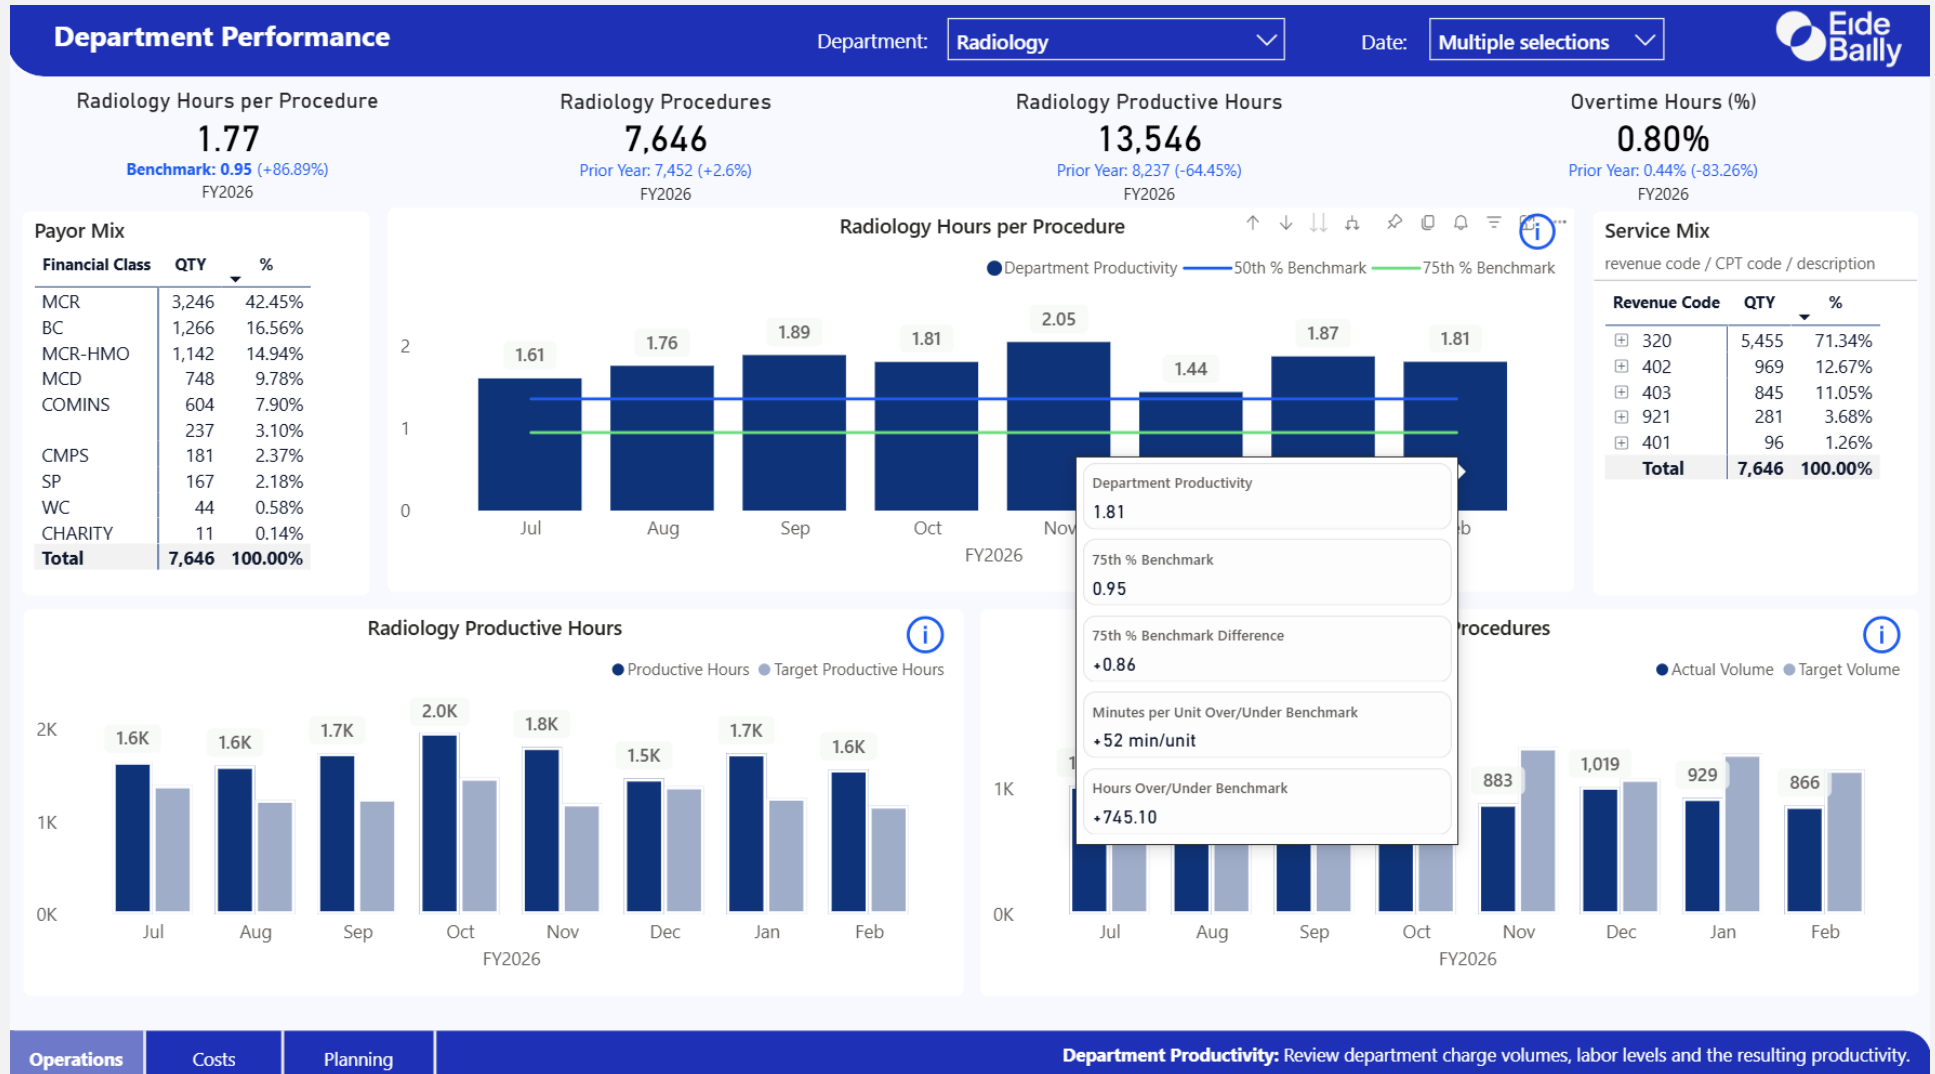 Department Performance
Department:
Radiology
Date:
Multiple selections
Eide
Bailly
Radiology Hours per Procedure
1.77
Benchmark: 0.95 (+86.89%)
FY2026
Radiology Procedures
7,646
Prior Year: 7,452 (+2.6%)
FY2026
Radiology Productive Hours
13,546
Prior Year: 8,237 (-64.45%)
FY2026
Overtime Hours (%)
0.80%
Prior Year: 0.44% (-83.26%)
FY2026
Payor Mix
Financial Class QTY %
MCR 3,246 42.45%
BC 1,266 16.56%
MCR-HMO 1,142 14.94%
MCD 748 9.78%
COMINS 604 7.90%
237 3.10%
CMPS 181 2.37%
SP 167 2.18%
WC 44 0.58%
CHARITY 11 0.14%
Total 7,646 100.00%
Radiology Hours per Procedure
Department Productivity 50th % Benchmark 75th % Benchmark
2
1
0
1.61 1.76 1.89 1.81 2.05 1.44 1.87 1.81
Jul Aug Sep Oct Nov
FY2026
Department Productivity
1.81
75th % Benchmark
0.95
75th % Benchmark Difference
+0.86
Minutes per Unit Over/Under Benchmark
+52 min/unit
Hours Over/Under Benchmark
+745.10
Service Mix
revenue code / CPT code / description
Revenue Code QTY %
320 5,455 71.34%
402 969 12.67%
403 845 11.05%
921 281 3.68%
401 96 1.26%
Total 7,646 100.00%
Radiology Productive Hours
Productive Hours Target Productive Hours
2K
1K
0K
1.6K 1.6K 1.7K 2.0K 1.8K 1.5K 1.7K 1.6K
Jul Aug Sep Oct Nov Dec Jan Feb
FY2026
Procedures
Actual Volume Target Volume
1K
0K
883 1,019 929 866
Jul Aug Sep Oct Nov Dec Jan Feb
FY2026
Operations
Costs
Planning
Department Productivity: Review department charge volumes, labor levels and the resulting productivity.